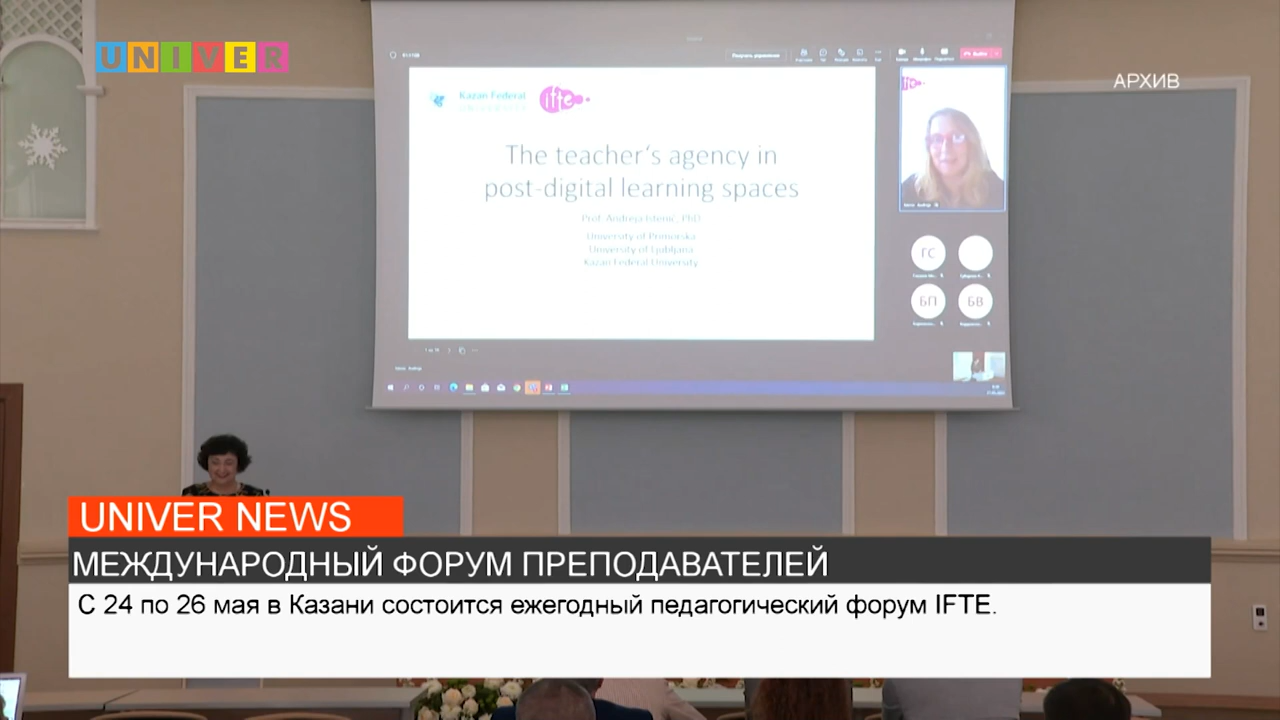 UNIVER
АРХИВ
Kazan Federal
ifte
The teacher's agency in
post-digital learning spaces
Prof. Andreja Istenič, PhD
University of Primorska
University of Ljubljana
Kazan Federal University
ГС
БП
БВ
UNIVER NEWS
МЕЖДУНАРОДНЫЙ ФОРУМ ПРЕПОДАВАТЕЛЕЙ
С 24 по 26 мая в Казани состоится ежегодный педагогический форум IFTE.